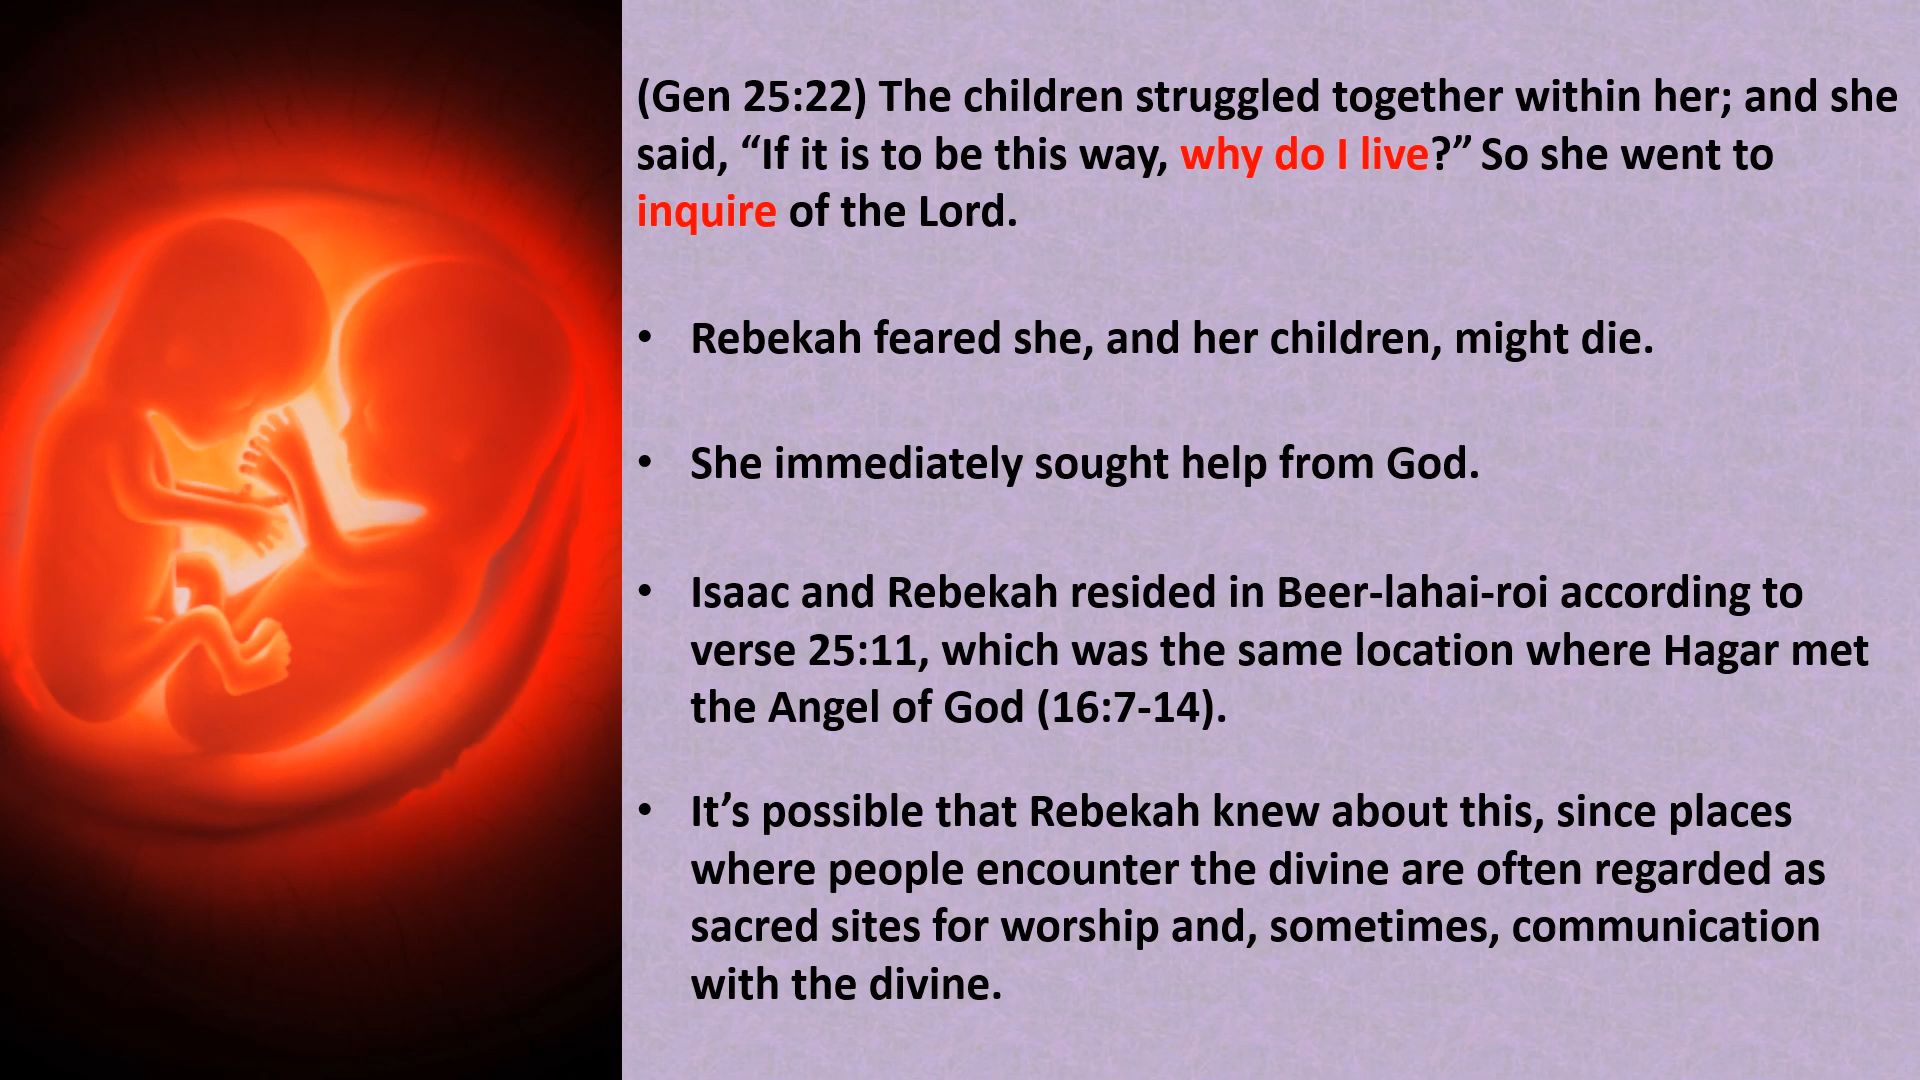 (Gen 25:22) The children struggled together within her; and she
said, “If it is to be this way, why do I live?” So she went to
inquire of the Lord.
• Rebekah feared she, and her children, might die.
• She immediately sought help from God.
• Isaac and Rebekah resided in Beer-lahai-roi according to
verse 25:11, which was the same location where Hagar met
the Angel of God (16:7-14).
• It’s possible that Rebekah knew about this, since places
where people encounter the divine are often regarded as
sacred sites for worship and, sometimes, communication
with the divine.